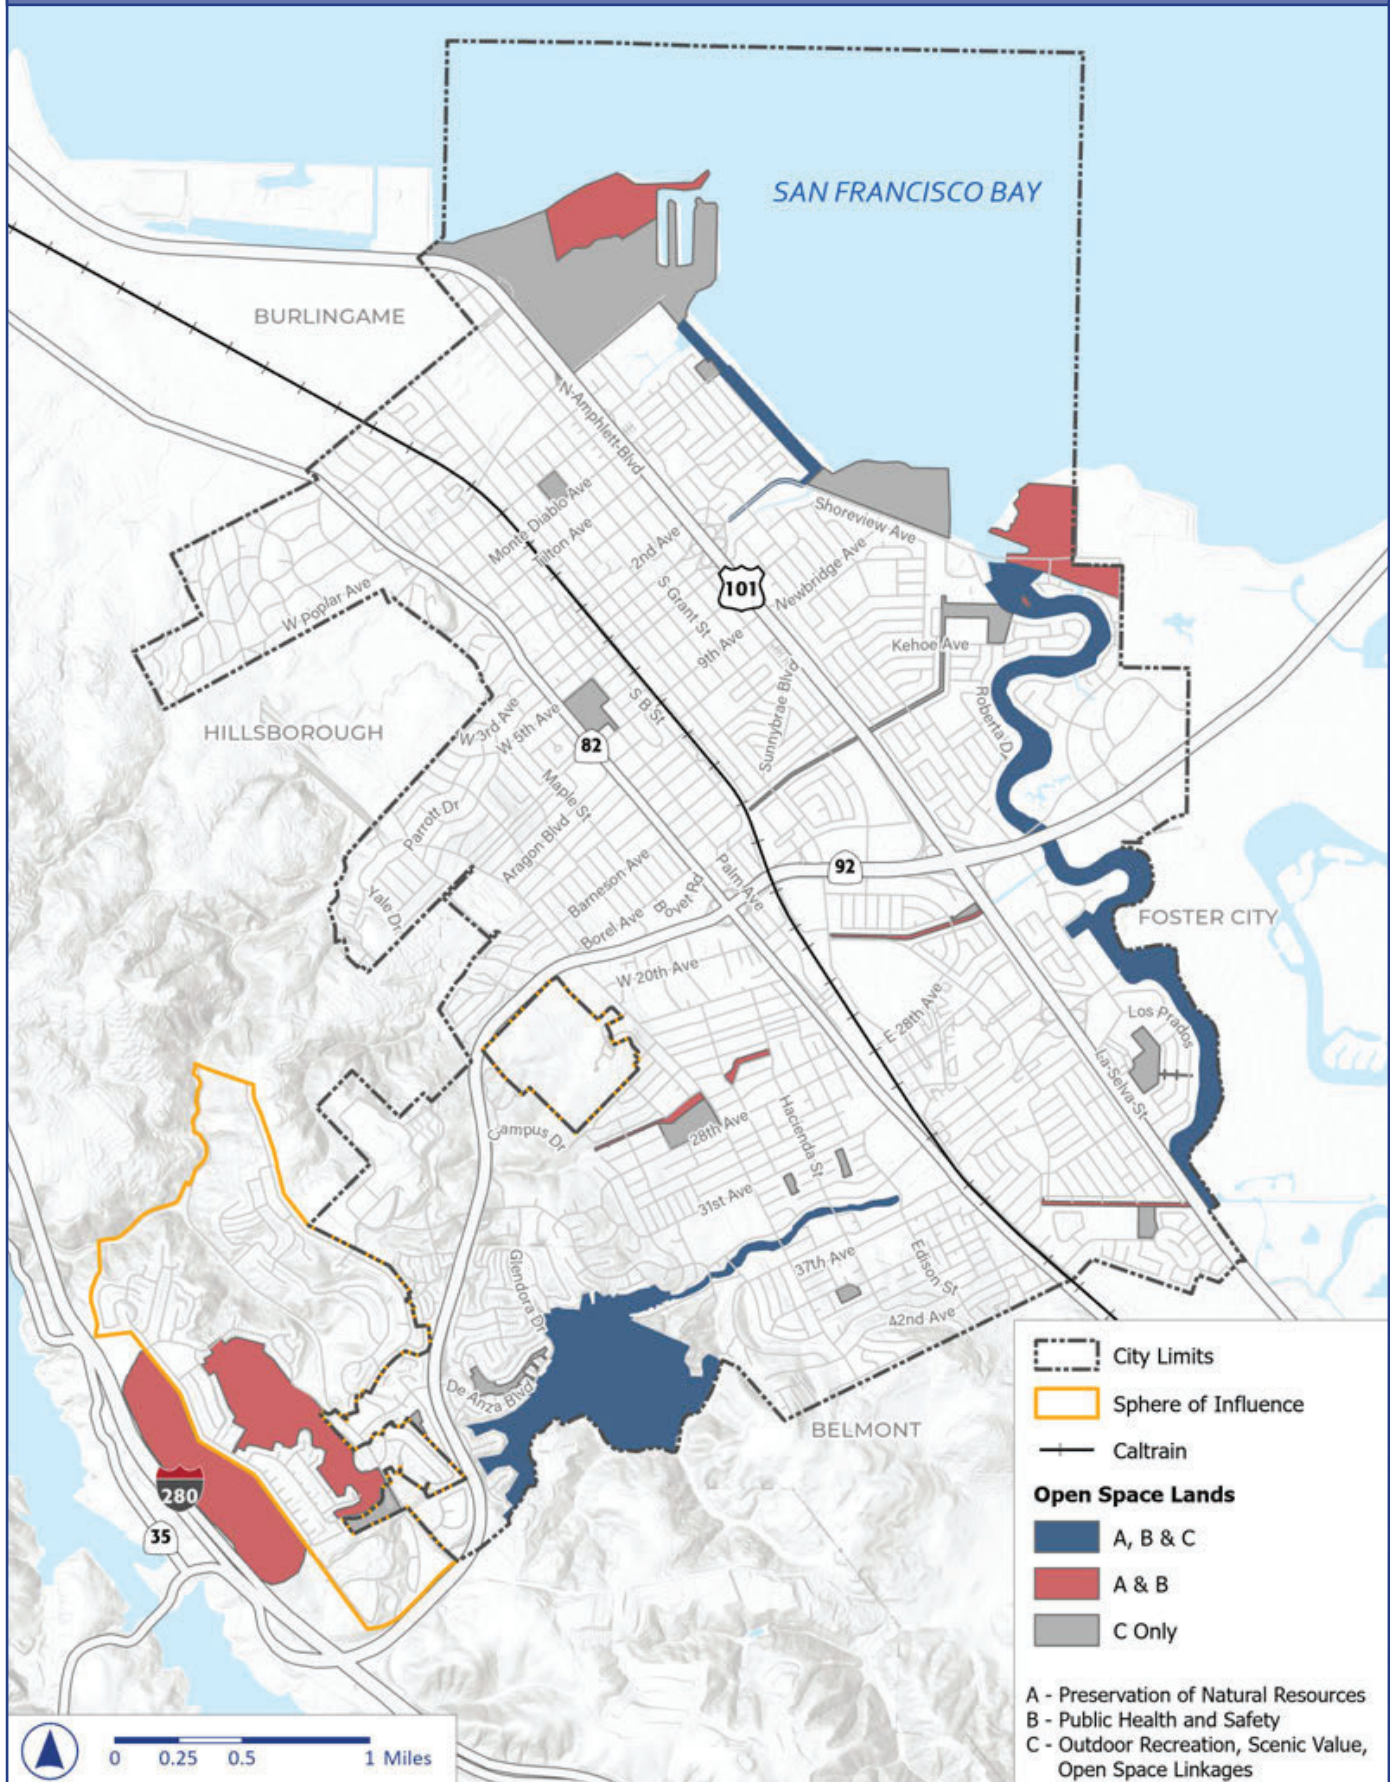 SAN FRANCISCO BAY
BURLINGAME
N-Amphlett-Blvd
Monte Diablo Ave
Tilton Ave
2nd Ave
Shoreview Ave
101
Newbridge Ave
S Grant St
9th Ave
W Poplar Ave
Kehoe Ave
HILLSBOROUGH
W 3rd Ave
W 5th Ave
S B St
Sunnybrae Blvd
Roberta Dr
82
Maple St
Parrott Dr
Aragon Blvd
Barneson Ave
Bovet Rd
Palm Ave
92
Yale Dr
Borel Ave
FOSTER CITY
W 20th Ave
E 28th Ave
Los Prados
La-Selva-St
Campus Dr
28th Ave
Hacienda St
31st Ave
Glendora Dr
37th Ave
Edison St
42nd Ave
De Anza Blvd
BELMONT
280
35
City Limits
Sphere of Influence
Caltrain
Open Space Lands
A, B & C
A & B
C Only
A - Preservation of Natural Resources
B - Public Health and Safety
C - Outdoor Recreation, Scenic Value,
Open Space Linkages
0 0.25 0.5 1 Miles